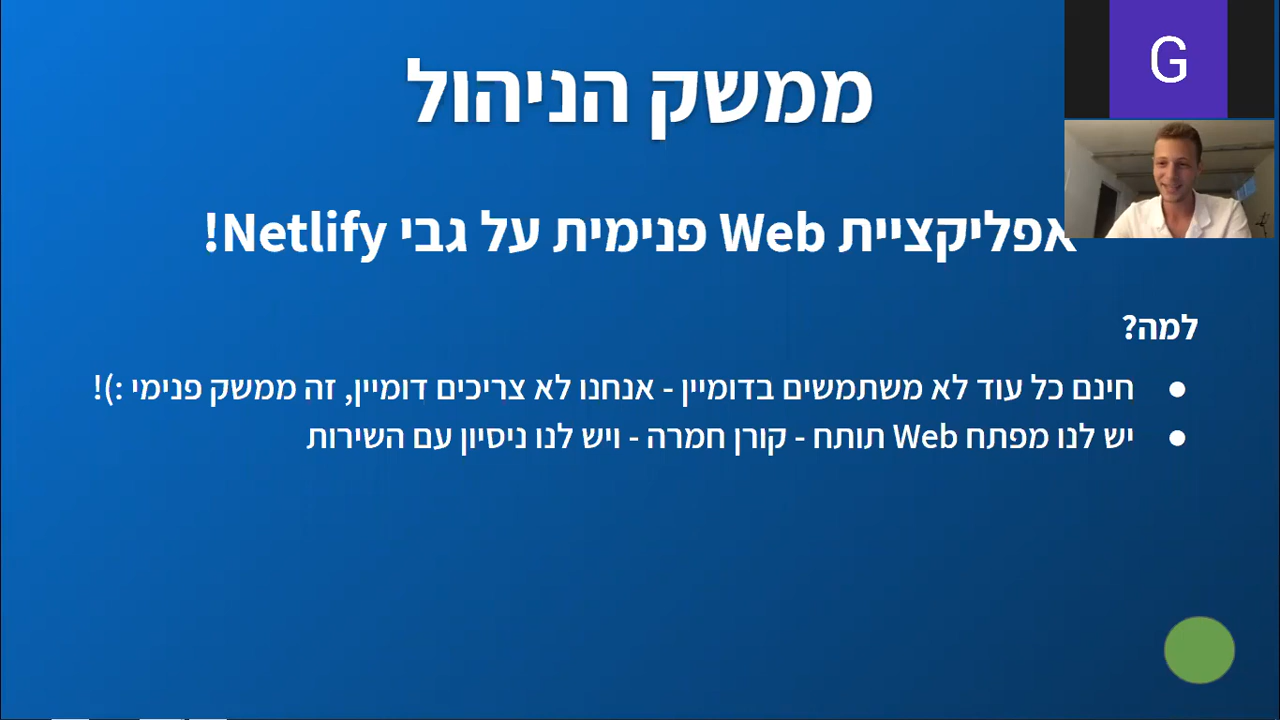 ממשק הניהול
G
אפליקציית Web פנימית על גבי Netlify!
למה?
● חינם כל עוד לא משתמשים בדומיין - אנחנו לא צריכים דומיין, זה ממשק פנימי :)!
● יש לנו מפתח Web תותח - קורן חמרה - ויש לנו ניסיון עם השירות